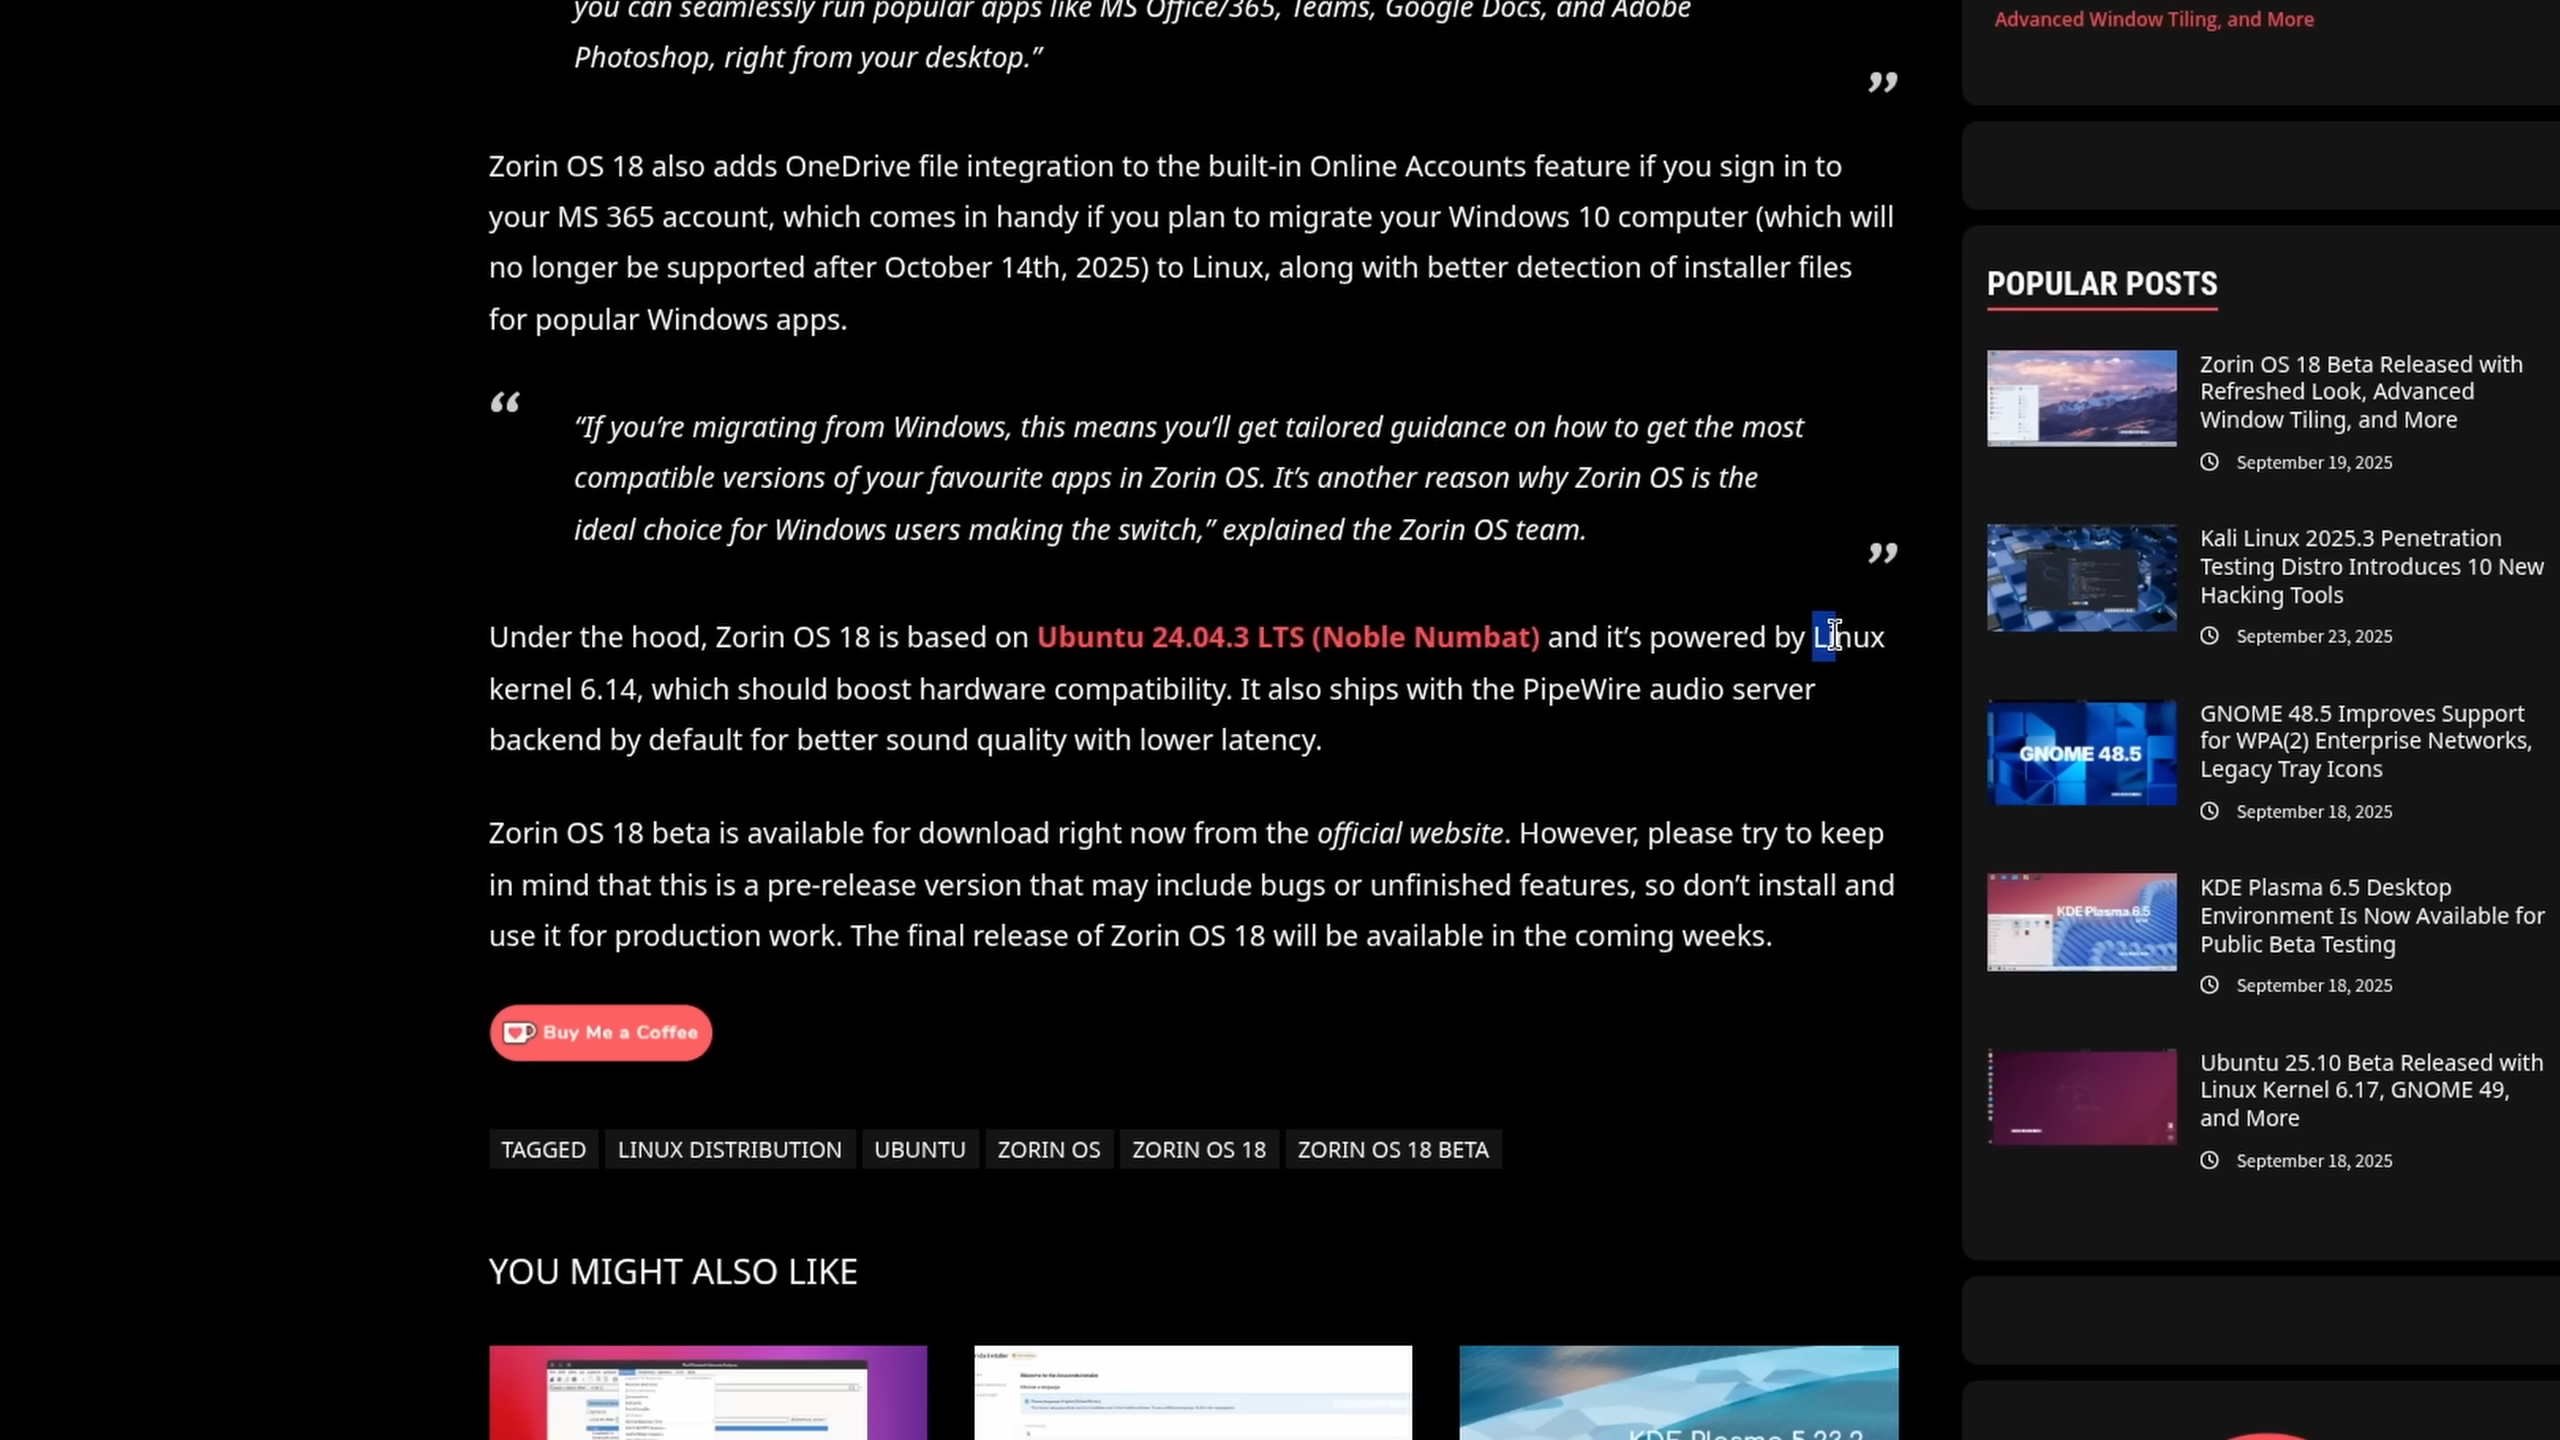 you can seamlessly run popular apps like MS Office/365, Teams, Google Docs, and Adobe
Photoshop, right from your desktop.”
”
Zorin OS 18 also adds OneDrive file integration to the built-in Online Accounts feature if you sign in to
your MS 365 account, which comes in handy if you plan to migrate your Windows 10 computer (which will
no longer be supported after October 14th, 2025) to Linux, along with better detection of installer files
for popular Windows apps.
“
“If you’re migrating from Windows, this means you’ll get tailored guidance on how to get the most
compatible versions of your favourite apps in Zorin OS. It’s another reason why Zorin OS is the
ideal choice for Windows users making the switch,” explained the Zorin OS team.
”
Under the hood, Zorin OS 18 is based on Ubuntu 24.04.3 LTS (Noble Numbat) and it’s powered by Linux
kernel 6.14, which should boost hardware compatibility. It also ships with the PipeWire audio server
backend by default for better sound quality with lower latency.
Zorin OS 18 beta is available for download right now from the official website. However, please try to keep
in mind that this is a pre-release version that may include bugs or unfinished features, so don’t install and
use it for production work. The final release of Zorin OS 18 will be available in the coming weeks.
Buy Me a Coffee
TAGGED LINUX DISTRIBUTION UBUNTU ZORIN OS ZORIN OS 18 ZORIN OS 18 BETA
YOU MIGHT ALSO LIKE
KDE Plasma 5.23.2
Advanced Window Tiling, and More
POPULAR POSTS
Zorin OS 18 Beta Released with
Refreshed Look, Advanced
Window Tiling, and More
September 19, 2025
Kali Linux 2025.3 Penetration
Testing Distro Introduces 10 New
Hacking Tools
September 23, 2025
GNOME 48.5
GNOME 48.5 Improves Support
for WPA(2) Enterprise Networks,
Legacy Tray Icons
September 18, 2025
KDE Plasma 6.5
KDE Plasma 6.5 Desktop
Environment Is Now Available for
Public Beta Testing
September 18, 2025
Ubuntu 25.10 Beta Released with
Linux Kernel 6.17, GNOME 49,
and More
September 18, 2025